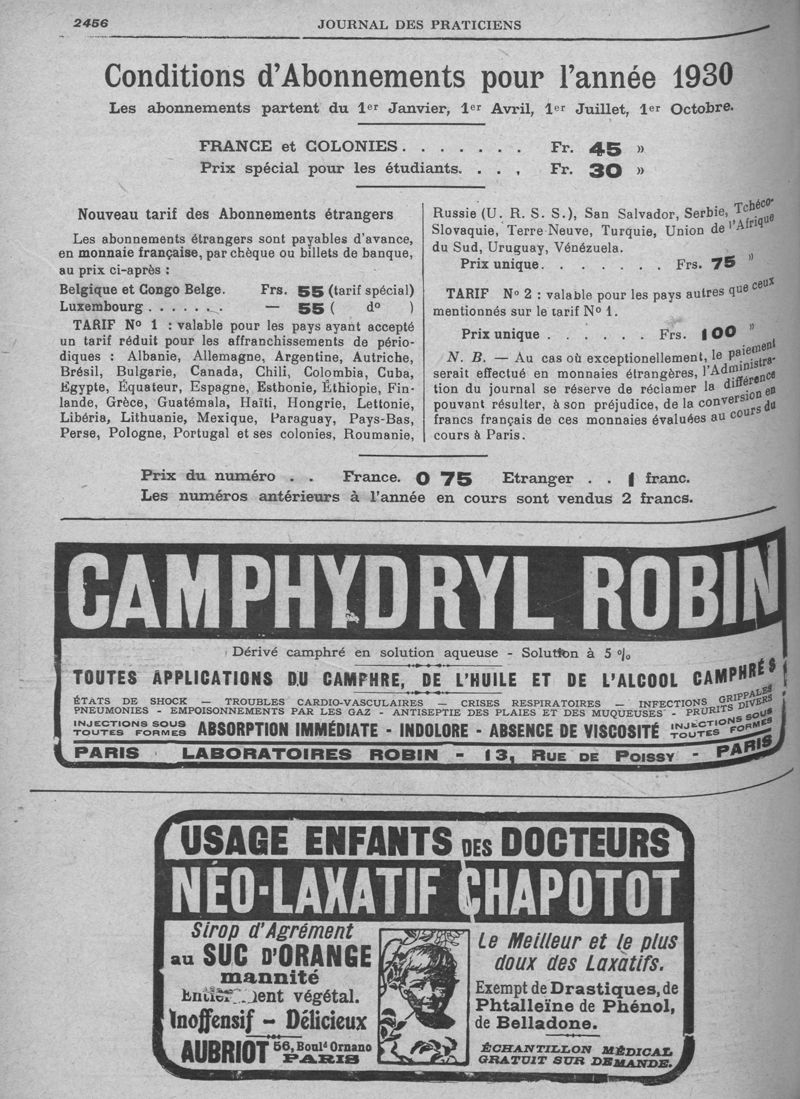 2456
JOURNAL DES PRATICIENS
Conditions d'Abonnements pour l'année 1930
Les abonnements partent du 1er Janvier, 1er Avril, 1er Juillet, 1er Octobre.
FRANCE et COLONIES. . . . . . . . Fr. 45 »
Prix spécial pour les étudiants. . . . , Fr. 30 »
Nouveau tarif des Abonnements étrangers
Les abonnements étrangers sont payables d'avance,
en monnaie française, par chèque ou billets de banque,
au prix ci-après :
Belgique et Congo Belge. Frs. 55 (tarif spécial)
Luxembourg . . . . . . . — 55 ( do )
TARIF No 1 : valable pour les pays ayant accepté
un tarif réduit pour les affranchissements de pério-
diques : Albanie, Allemagne, Argentine, Autriche,
Brésil, Bulgarie, Canada, Chili, Colombia, Cuba,
Égypte, Équateur, Espagne, Esthonie, Éthiopie, Fin-
lande, Grèce, Guatémala, Haïti, Hongrie, Lettonie,
Libéria, Lithuanie, Mexique, Paraguay, Pays-Bas,
Perse, Pologne, Portugal et ses colonies, Roumanie,
Russie (U. R. S. S.), San Salvador, Serbie, Tchéco-
Slovaquie, Terre-Neuve, Turquie, Union de l'Afrique
du Sud, Uruguay, Vénézuela.
Prix unique. . . . . . . Frs. 75 »
TARIF No 2 : valable pour les pays autres que ceux
mentionnés sur le tarif No 1.
Prix unique . . . . . . Frs. 100 »
N. B. — Au cas où exceptionellement, le paiement
serait effectué en monnaies étrangères, l'Administra-
tion du journal se réserve de réclamer la différence
pouvant résulter, à son préjudice, de la conversion en
francs français de ces monnaies évaluées au cours du
cours à Paris.
Prix du numéro . . France. 0 75 Etranger . . 1 franc.
Les numéros antérieurs à l'année en cours sont vendus 2 francs.
CAMPHYDRYL ROBIN
Dérivé camphré en solution aqueuse - Solution à 5 %
TOUTES APPLICATIONS DU CAMPHRE, DE L'HUILE ET DE L'ALCOOL CAMPHRÉS
ÉTATS DE SHOCK — TROUBLES CARDIO-VASCULAIRES — CRISES RESPIRATOIRES — INFECTIONS GRIPPALES
PNEUMONIES - EMPOISONNEMENTS PAR LES GAZ - ANTISEPTIE DES PLAIES ET DES MUQUEUSES - PRURITS DIVERS
INJECTIONS SOUS TOUTES FORMES ABSORPTION IMMÉDIATE - INDOLORE - ABSENCE DE VISCOSITÉ INJECTIONS SOUS TOUTES FORMES
PARIS LABORATOIRES ROBIN - 13, RUE DE POISSY - PARIS
USAGE ENFANTS DES DOCTEURS
NÉO-LAXATIF CHAPOTOT
Sirop d'Agrément
au SUC D'ORANGE
mannité
Entièrement végétal.
Inoffensif — Délicieux
AUBRIOT 56, Bould Ornano
PARIS
Le Meilleur et le plus
doux des Laxatifs.
Exempt de Drastiques, de
Phtalleïne de Phénol,
de Belladone.
ÉCHANTILLON MÉDICAL
GRATUIT SUR DEMANDE.